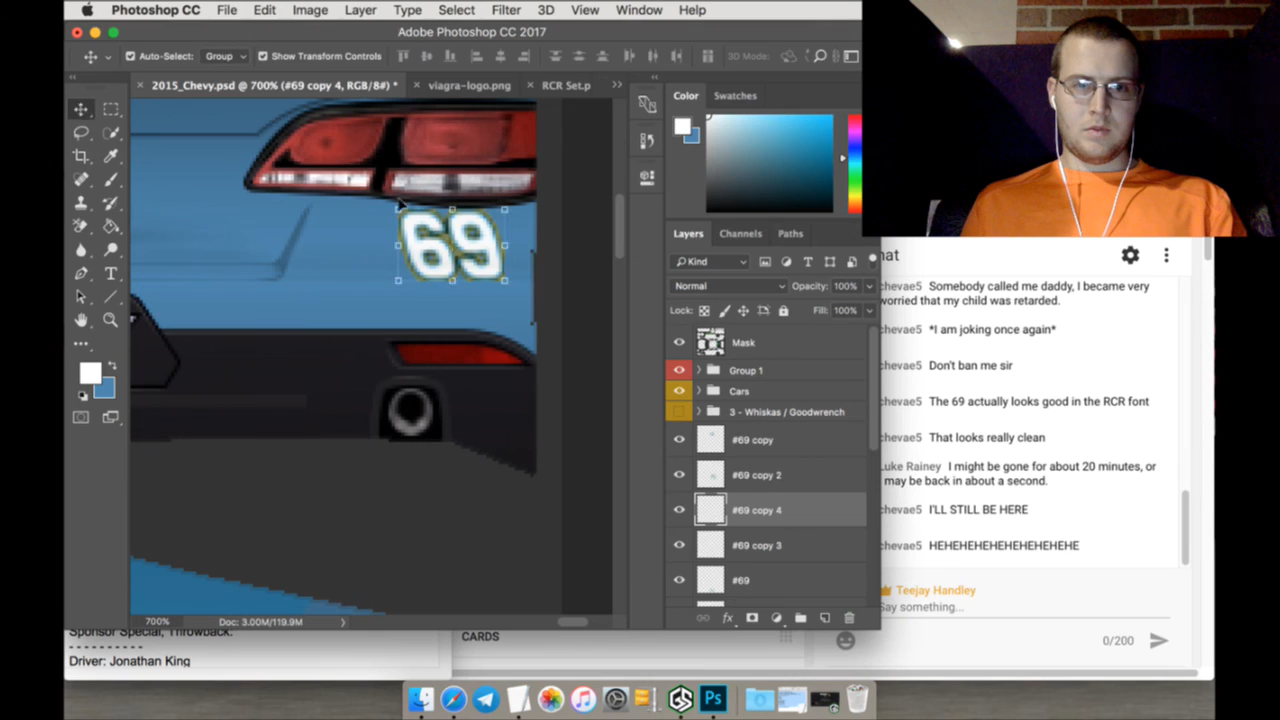 Photoshop CC File Edit Image Layer Type Select Filter 3D View Window Help
Adobe Photoshop CC 2017
Auto-Select: Group Show Transform Controls 3D Mode:
2015_Chevy.psd @ 700% (#69 copy 4, RGB/8#) * viagra-logo.png RCR Set.p
Color Swatches
69
Layers Channels Paths
Kind
Normal Opacity: 100%
Lock: Fill: 100%
Mask
Group 1
Cars
3 - Whiskas / Goodwrench
#69 copy
#69 copy 2
#69 copy 4
#69 copy 3
#69
fx
700% Doc: 3.00M/119.9M
Sponsor Special, Throwback.
- - - - - - - - - -
Driver: Jonathan King
CARDS
hat
chevae5 Somebody called me daddy, I became very
worried that my child was retarded.
chevae5 *I am joking once again*
chevae5 Don't ban me sir
chevae5 The 69 actually looks good in the RCR font
chevae5 That looks really clean
Luke Rainey I might be gone for about 20 minutes, or
may be back in about a second.
chevae5 I'LL STILL BE HERE
chevae5 HEHEHEHEHEHEHEHEHEHE
Teejay Handley
Say something...
0/200
Ps